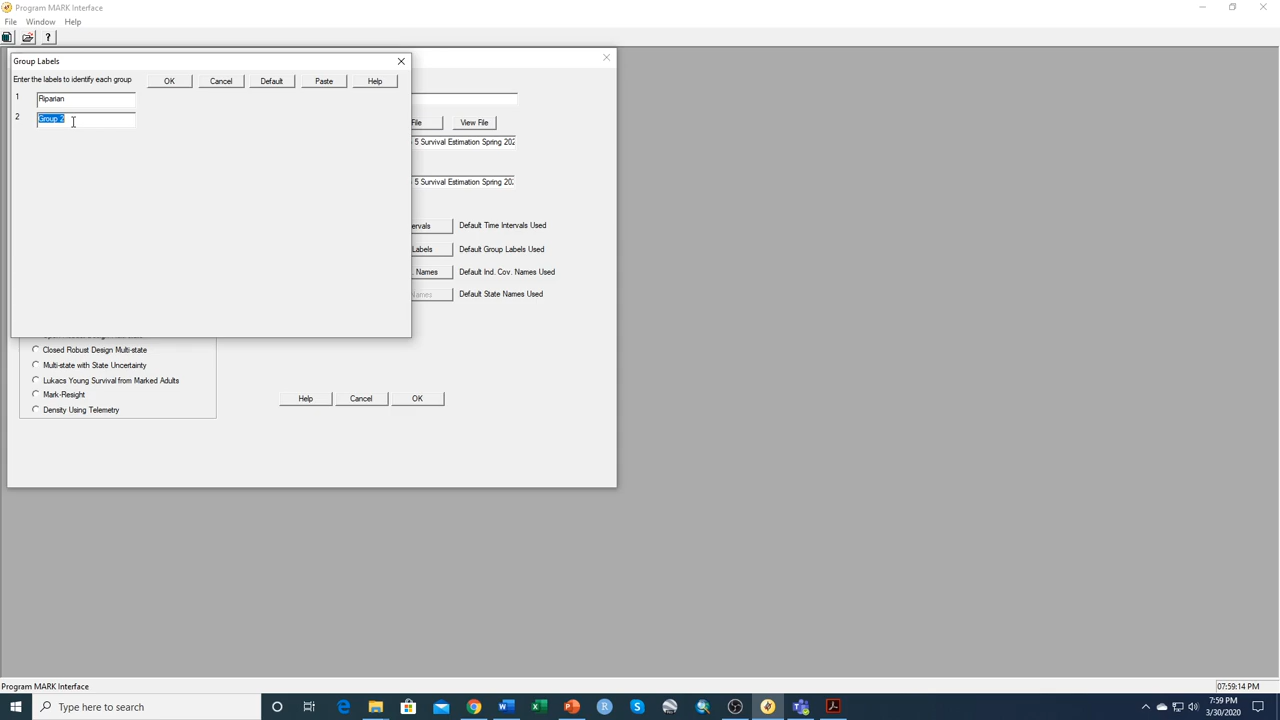 Program MARK Interface
File Window Help
?
Group Labels
Enter the labels to identify each group
OK Cancel Default Paste Help
1 Riparian
2 Group 2
File View File
5 Survival Estimation Spring 202
5 Survival Estimation Spring 20
ervals Default Time Intervals Used
Labels Default Group Labels Used
. Names Default Ind. Cov. Names Used
Names Default State Names Used
Closed Robust Design Multi-state
Multi-state with State Uncertainty
Lukacs Young Survival from Marked Adults
Mark-Resight
Density Using Telemetry
Help Cancel OK
Program MARK Interface
07:59:14 PM
Type here to search
7:59 PM
3/30/2020